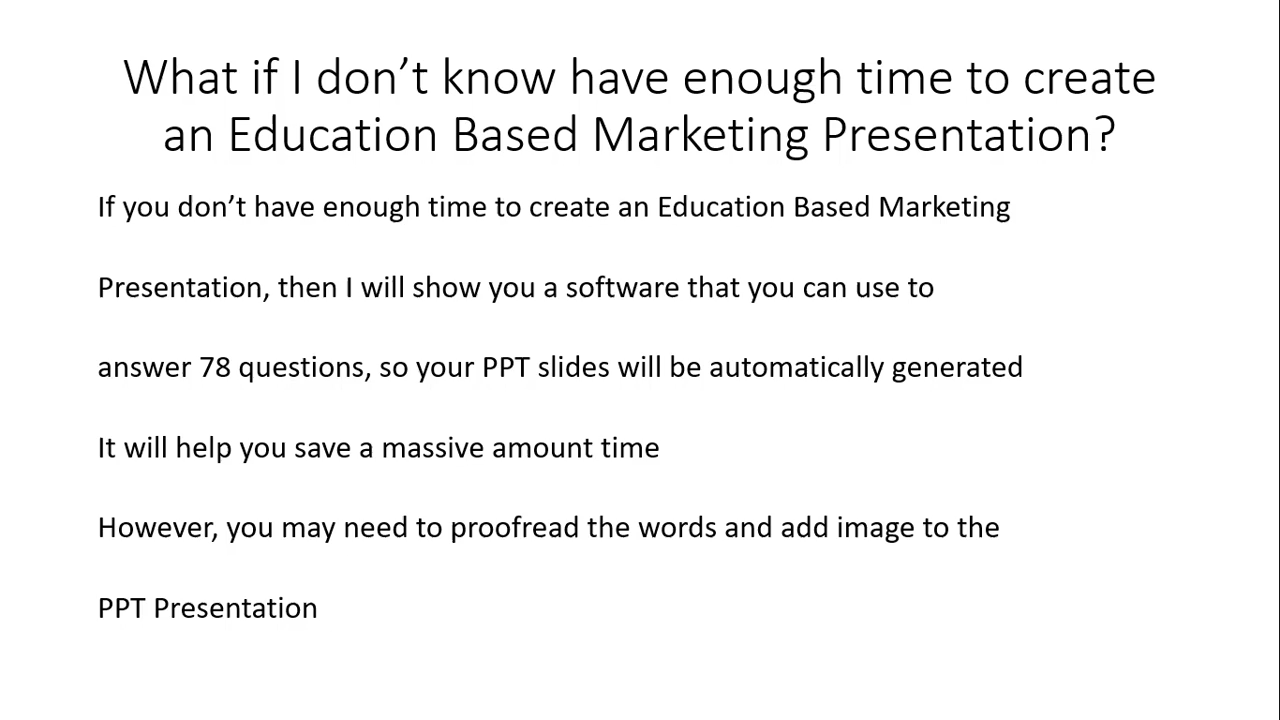 What if I don’t know have enough time to create
an Education Based Marketing Presentation?
If you don’t have enough time to create an Education Based Marketing
Presentation, then I will show you a software that you can use to
answer 78 questions, so your PPT slides will be automatically generated
It will help you save a massive amount time
However, you may need to proofread the words and add image to the
PPT Presentation